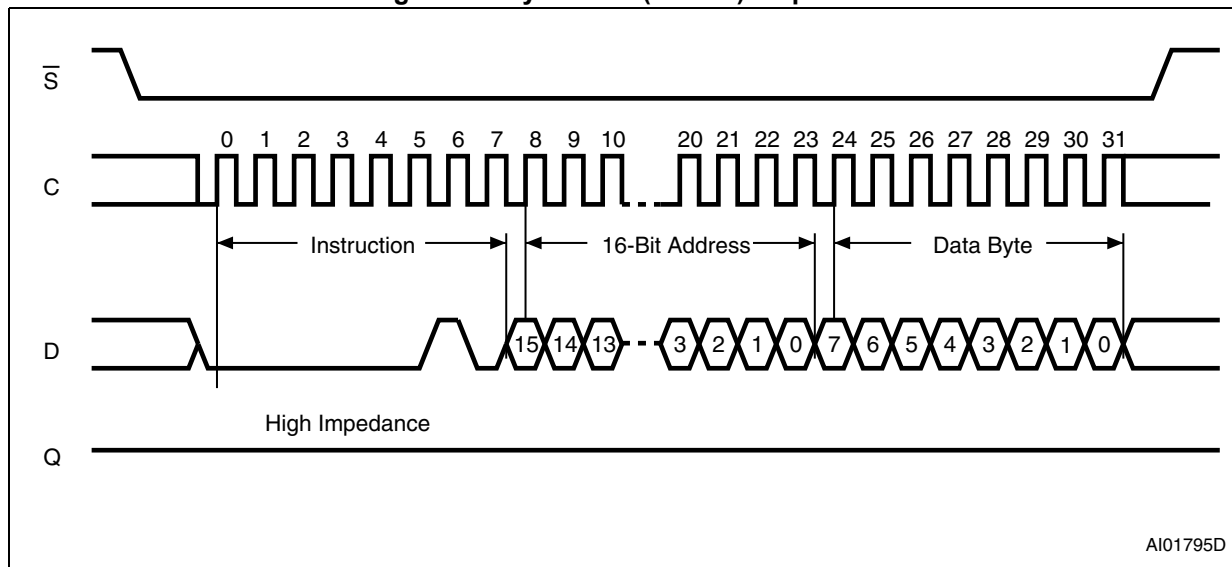 S
0 1 2 3 4 5 6 7 8 9 10 20 21 22 23 24 25 26 27 28 29 30 31
C
Instruction 16-Bit Address Data Byte
D 15 14 13 3 2 1 0 7 6 5 4 3 2 1 0
High Impedance
Q
AI01795D